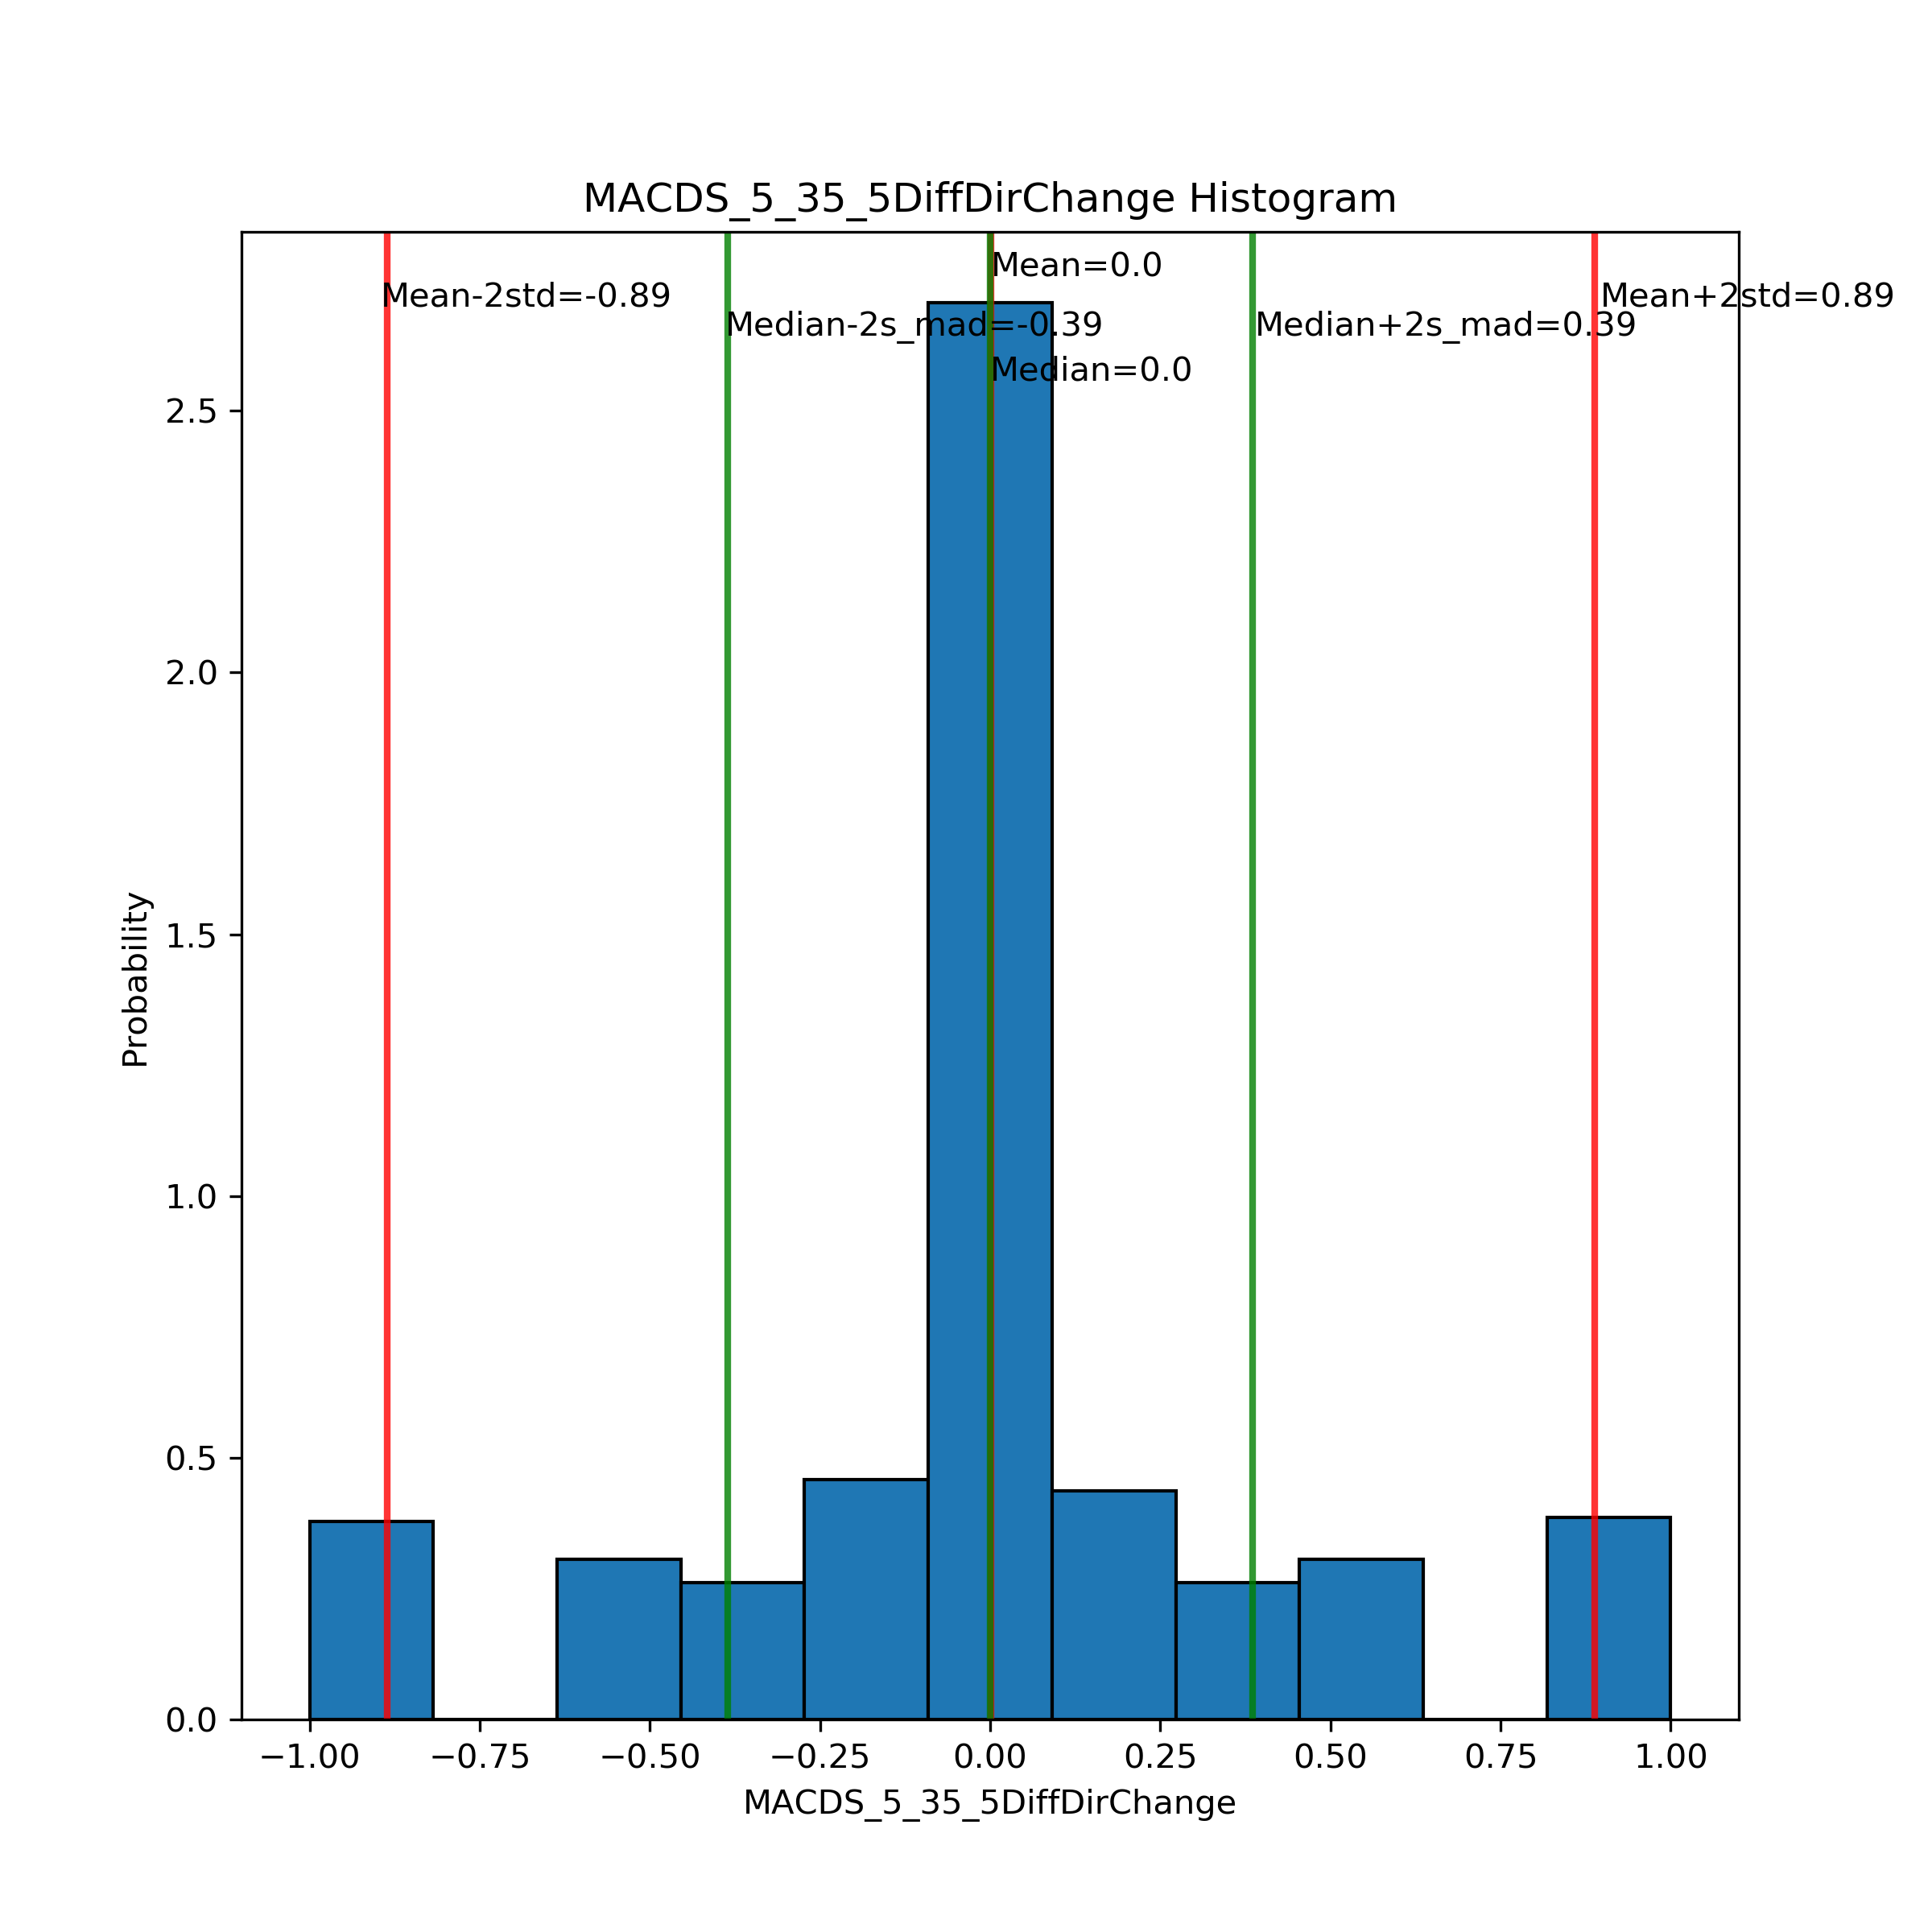 MACDS_5_35_5DiffDirChange Histogram
Mean=0.0
Mean-2std=-0.89
Mean+2std=0.89
Median-2s_mad=-0.39
Median+2s_mad=0.39
Median=0.0
2.5
2.0
1.5
1.0
0.5
0.0
Probability
−1.00 −0.75 −0.50 −0.25 0.00 0.25 0.50 0.75 1.00
MACDS_5_35_5DiffDirChange